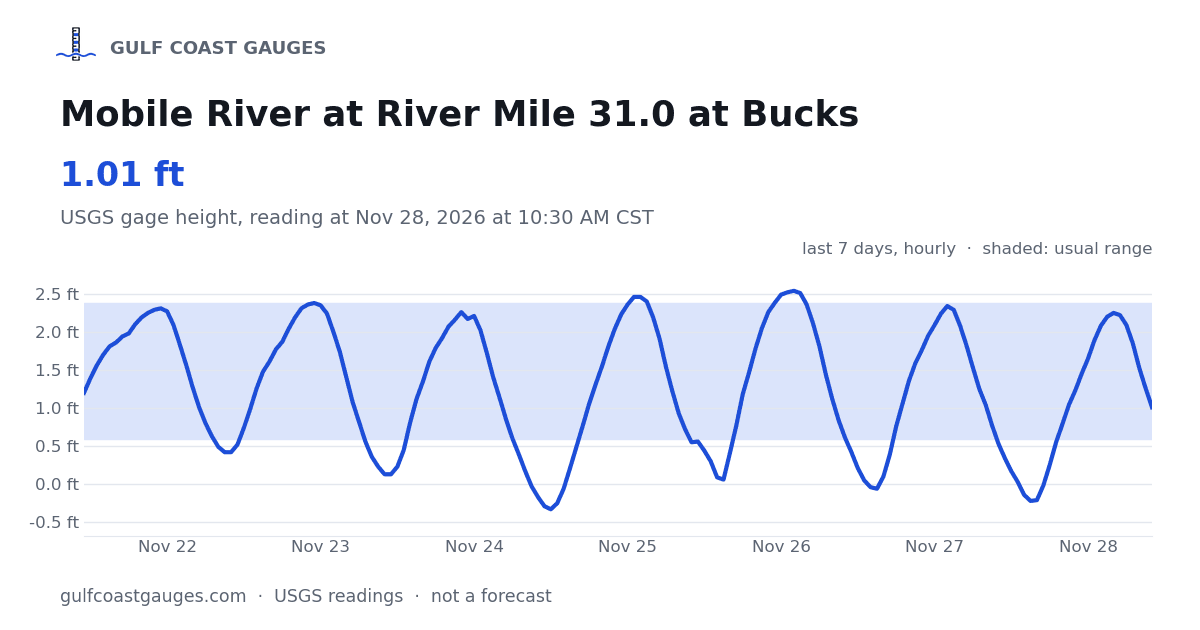 GULF COAST GAUGES
Mobile River at River Mile 31.0 at Bucks
1.01 ft
USGS gage height, reading at Nov 28, 2026 at 10:30 AM CST
last 7 days, hourly · shaded: usual range
2.5 ft
2.0 ft
1.5 ft
1.0 ft
0.5 ft
0.0 ft
-0.5 ft
Nov 22 Nov 23 Nov 24 Nov 25 Nov 26 Nov 27 Nov 28
gulfcoastgauges.com · USGS readings · not a forecast